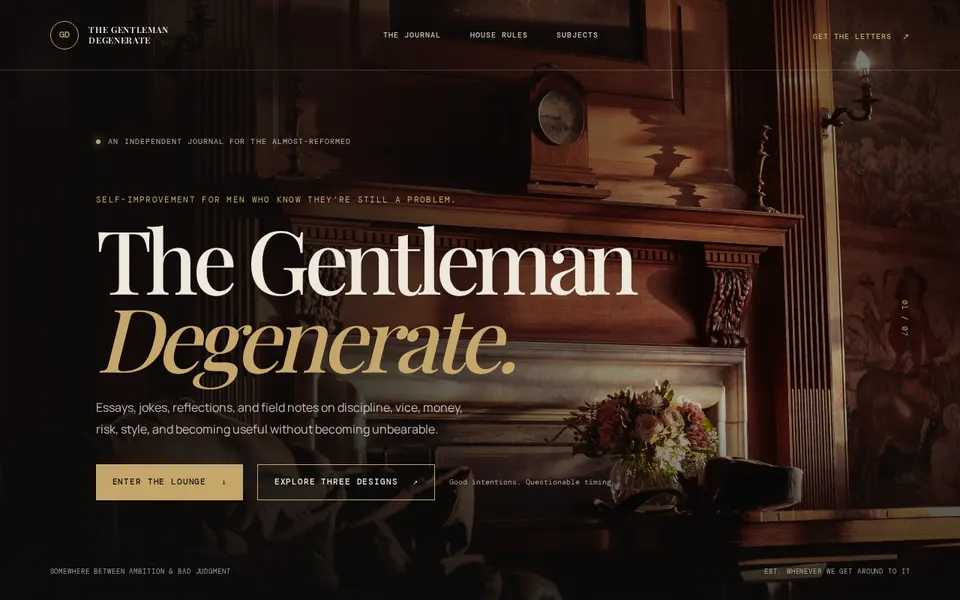 GD
THE GENTLEMAN
DEGENERATE
THE JOURNAL
HOUSE RULES
SUBJECTS
GET THE LETTERS ↗
AN INDEPENDENT JOURNAL FOR THE ALMOST-REFORMED
SELF-IMPROVEMENT FOR MEN WHO KNOW THEY'RE STILL A PROBLEM.
The Gentleman
Degenerate.
01 / 07
Essays, jokes, reflections, and field notes on discipline, vice, money,
risk, style, and becoming useful without becoming unbearable.
ENTER THE LOUNGE ↓
EXPLORE THREE DESIGNS ↗
Good intentions. Questionable timing.
SOMEWHERE BETWEEN AMBITION & BAD JUDGMENT
EST. WHENEVER WE GET AROUND TO IT